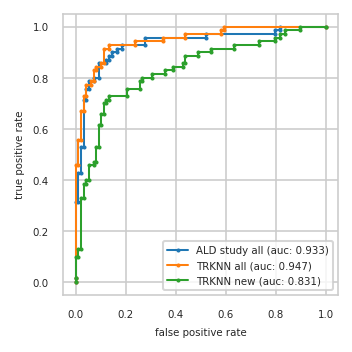 true positive rate
1.0
0.8
0.6
0.4
0.2
0.0
ALD study all (auc: 0.933)
TRKNN all (auc: 0.947)
TRKNN new (auc: 0.831)
0.0 0.2 0.4 0.6 0.8 1.0
false positive rate